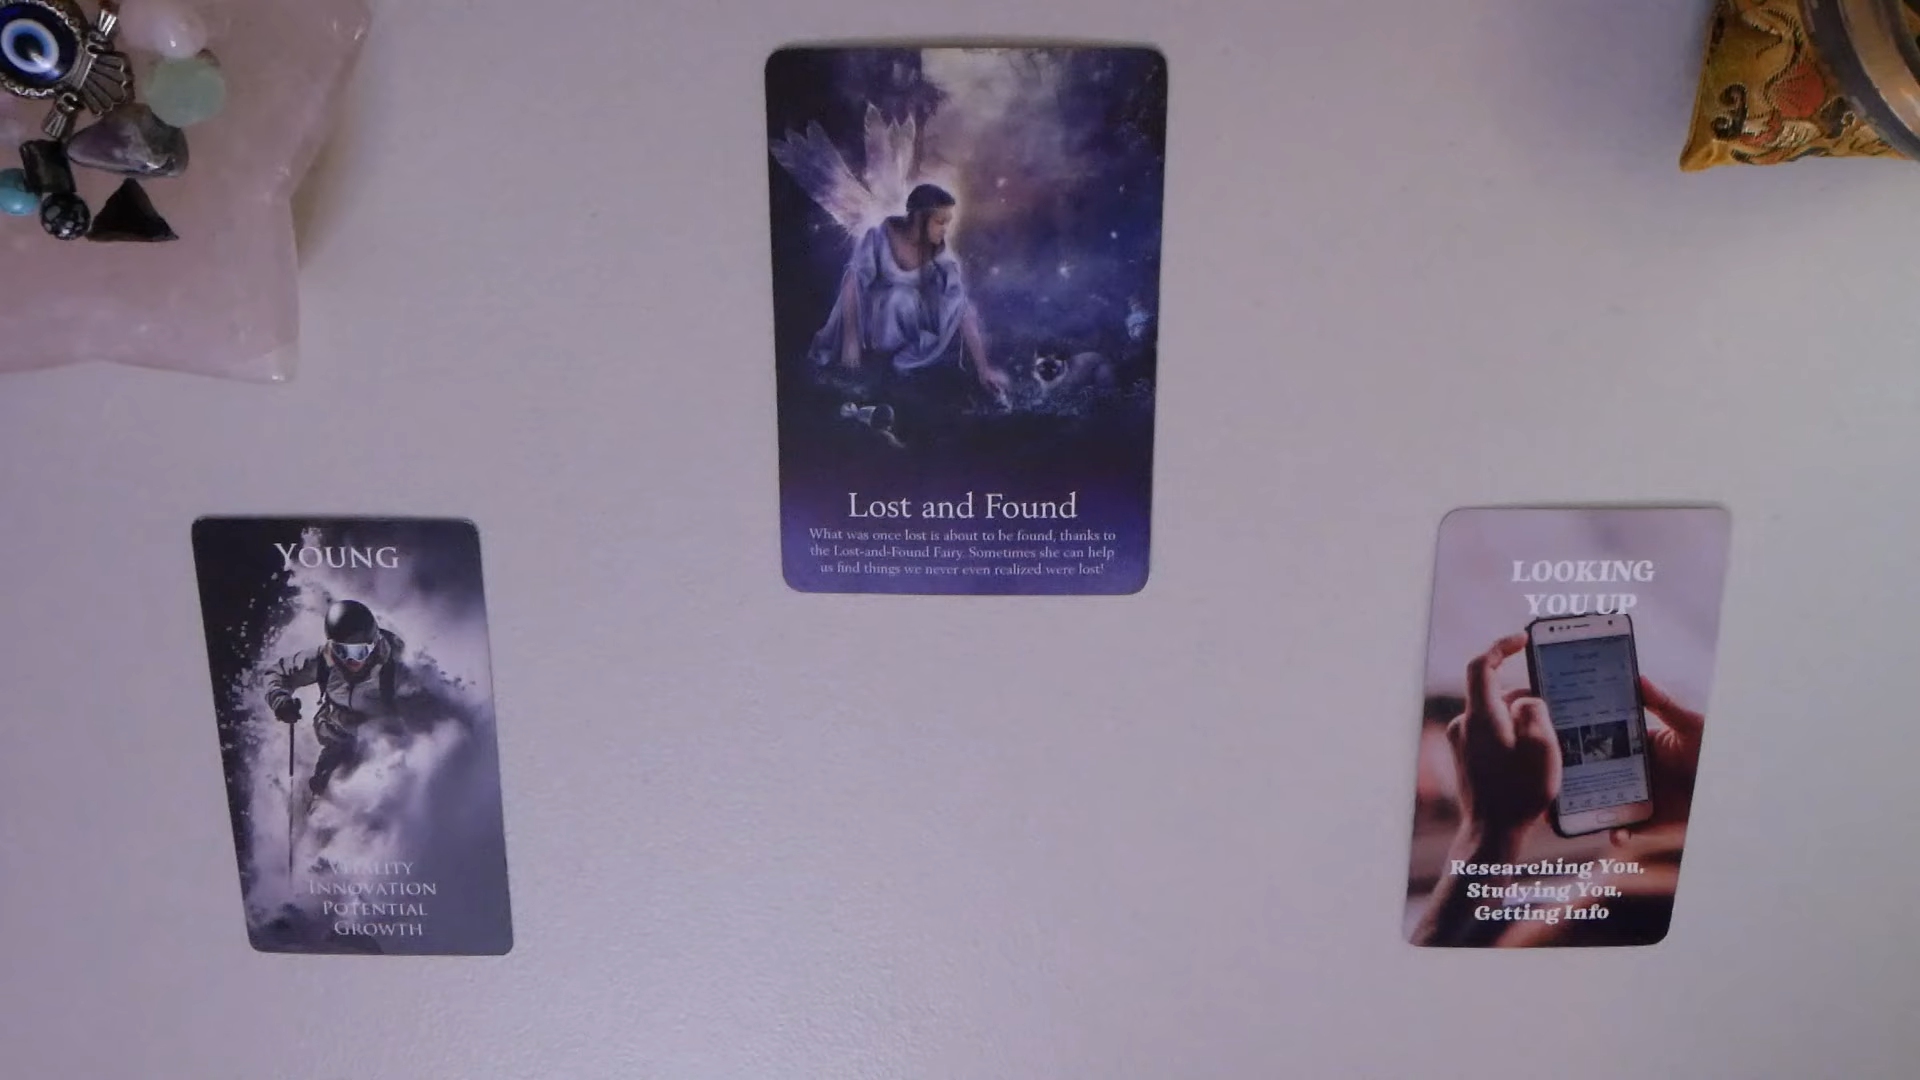 Lost and Found
What was once lost is about to be found, thanks to
the Lost-and-Found Fairy. Sometimes she can help
us find things we never even realized were lost!
YOUNG
VITALITY
INNOVATION
POTENTIAL
GROWTH
LOOKING
YOU UP
Researching You,
Studying You,
Getting Info